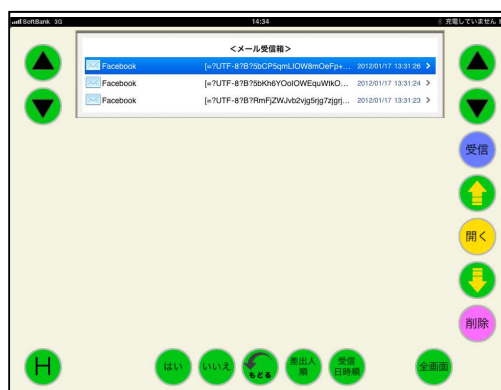 SoftBank 3G 14:34 充電していません
<メール受信箱>
Facebook [=?UTF-8?B?5bCP5qmLIOW8mOeFp+... 2012/01/17 13:31:26 >
Facebook [=?UTF-8?B?5bKh6YOoIOWEquWtkO... 2012/01/17 13:31:24 >
Facebook [=?UTF-8?B?RmFjZWJvb2vjg5rjg7zjgrj... 2012/01/17 13:31:23 >
受信
開く
削除
H はい いいえ もどる 差出人順 受信日時順 全画面